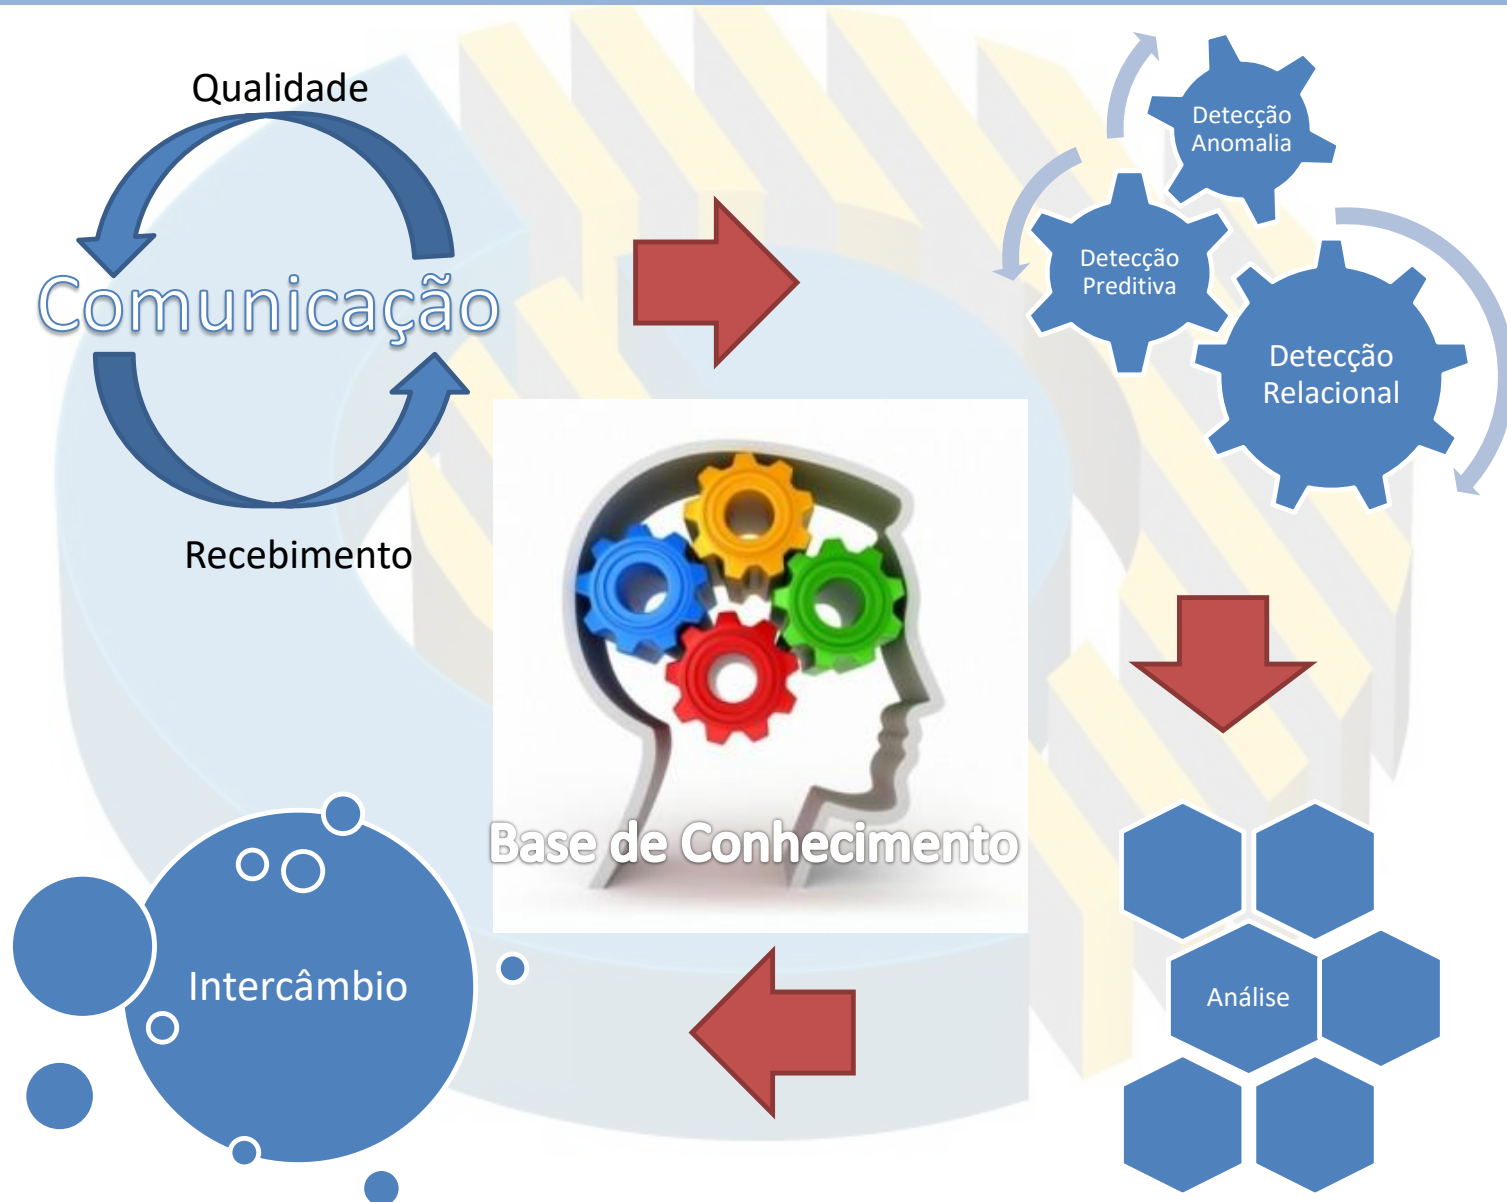 Qualidade
Comunicação
Recebimento
Detecção
Anomalia
Detecção
Preditiva
Detecção
Relacional
Base de Conhecimento
Intercâmbio
Análise